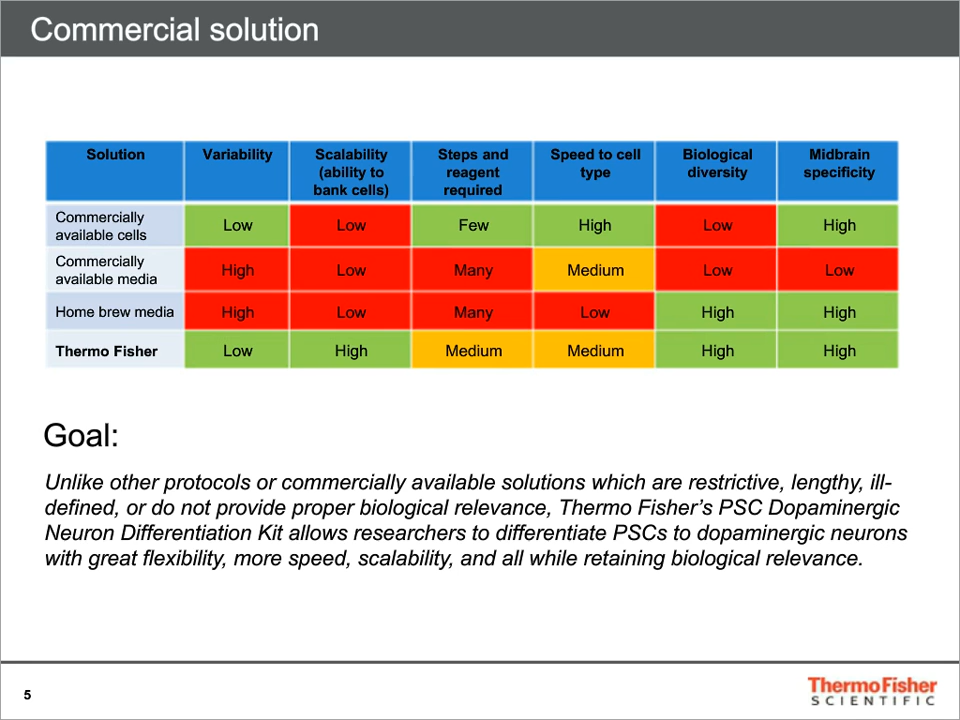 Commercial solution
Solution Variability Scalability (ability to bank cells) Steps and reagent required Speed to cell type Biological diversity Midbrain specificity
Commercially available cells Low Low Few High Low High
Commercially available media High Low Many Medium Low Low
Home brew media High Low Many Low High High
Thermo Fisher Low High Medium Medium High High
Goal:
Unlike other protocols or commercially available solutions which are restrictive, lengthy, ill-
defined, or do not provide proper biological relevance, Thermo Fisher’s PSC Dopaminergic
Neuron Differentiation Kit allows researchers to differentiate PSCs to dopaminergic neurons
with great flexibility, more speed, scalability, and all while retaining biological relevance.
5
ThermoFisher
SCIENTIFIC